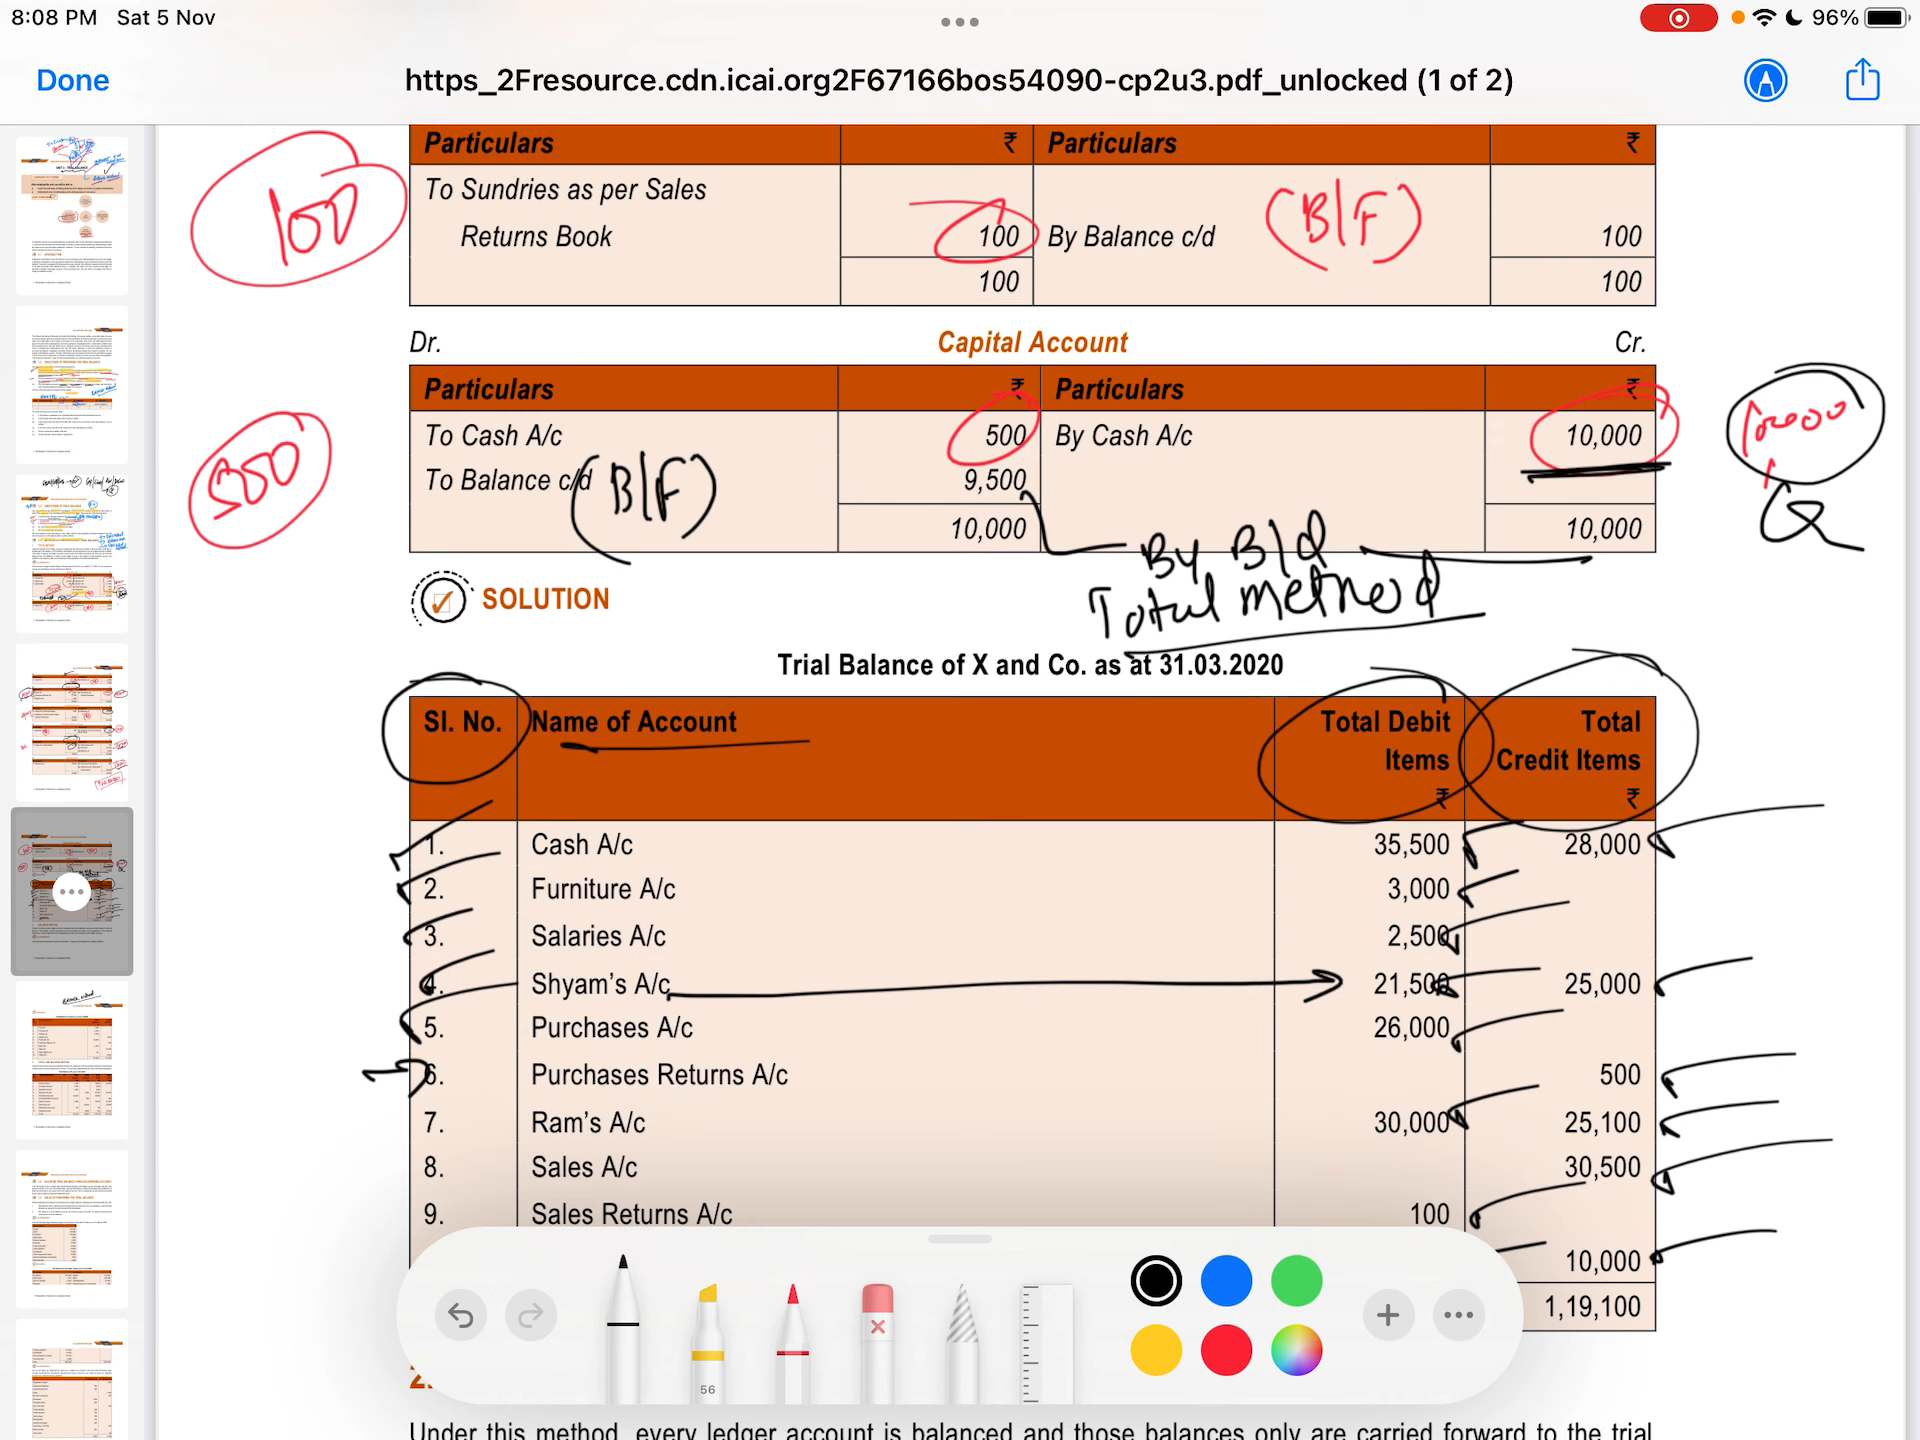 8:08 PM Sat 5 Nov
96%
Done
https_2Fresource.cdn.icai.org2F67166bos54090-cp2u3.pdf_unlocked (1 of 2)
Particulars ₹ Particulars ₹
To Sundries as per Sales
Returns Book 100 By Balance c/d (B/F) 100
100 100
100
Dr. Capital Account Cr.
Particulars ₹ Particulars ₹
To Cash A/c 500 By Cash A/c 10,000
To Balance c/d (B/F) 9,500
10,000 10,000
500
10000
By B/d
Total method
SOLUTION
Trial Balance of X and Co. as at 31.03.2020
Sl. No. Name of Account Total Debit Items ₹ Total Credit Items ₹
1. Cash A/c 35,500 28,000
2. Furniture A/c 3,000
3. Salaries A/c 2,500
4. Shyam's A/c 21,500 25,000
5. Purchases A/c 26,000
6. Purchases Returns A/c 500
7. Ram's A/c 30,000 25,100
8. Sales A/c 30,500
9. Sales Returns A/c 100
10,000
1,19,100
56
2.
Under this method, every ledger account is balanced and those balances only are carried forward to the trial